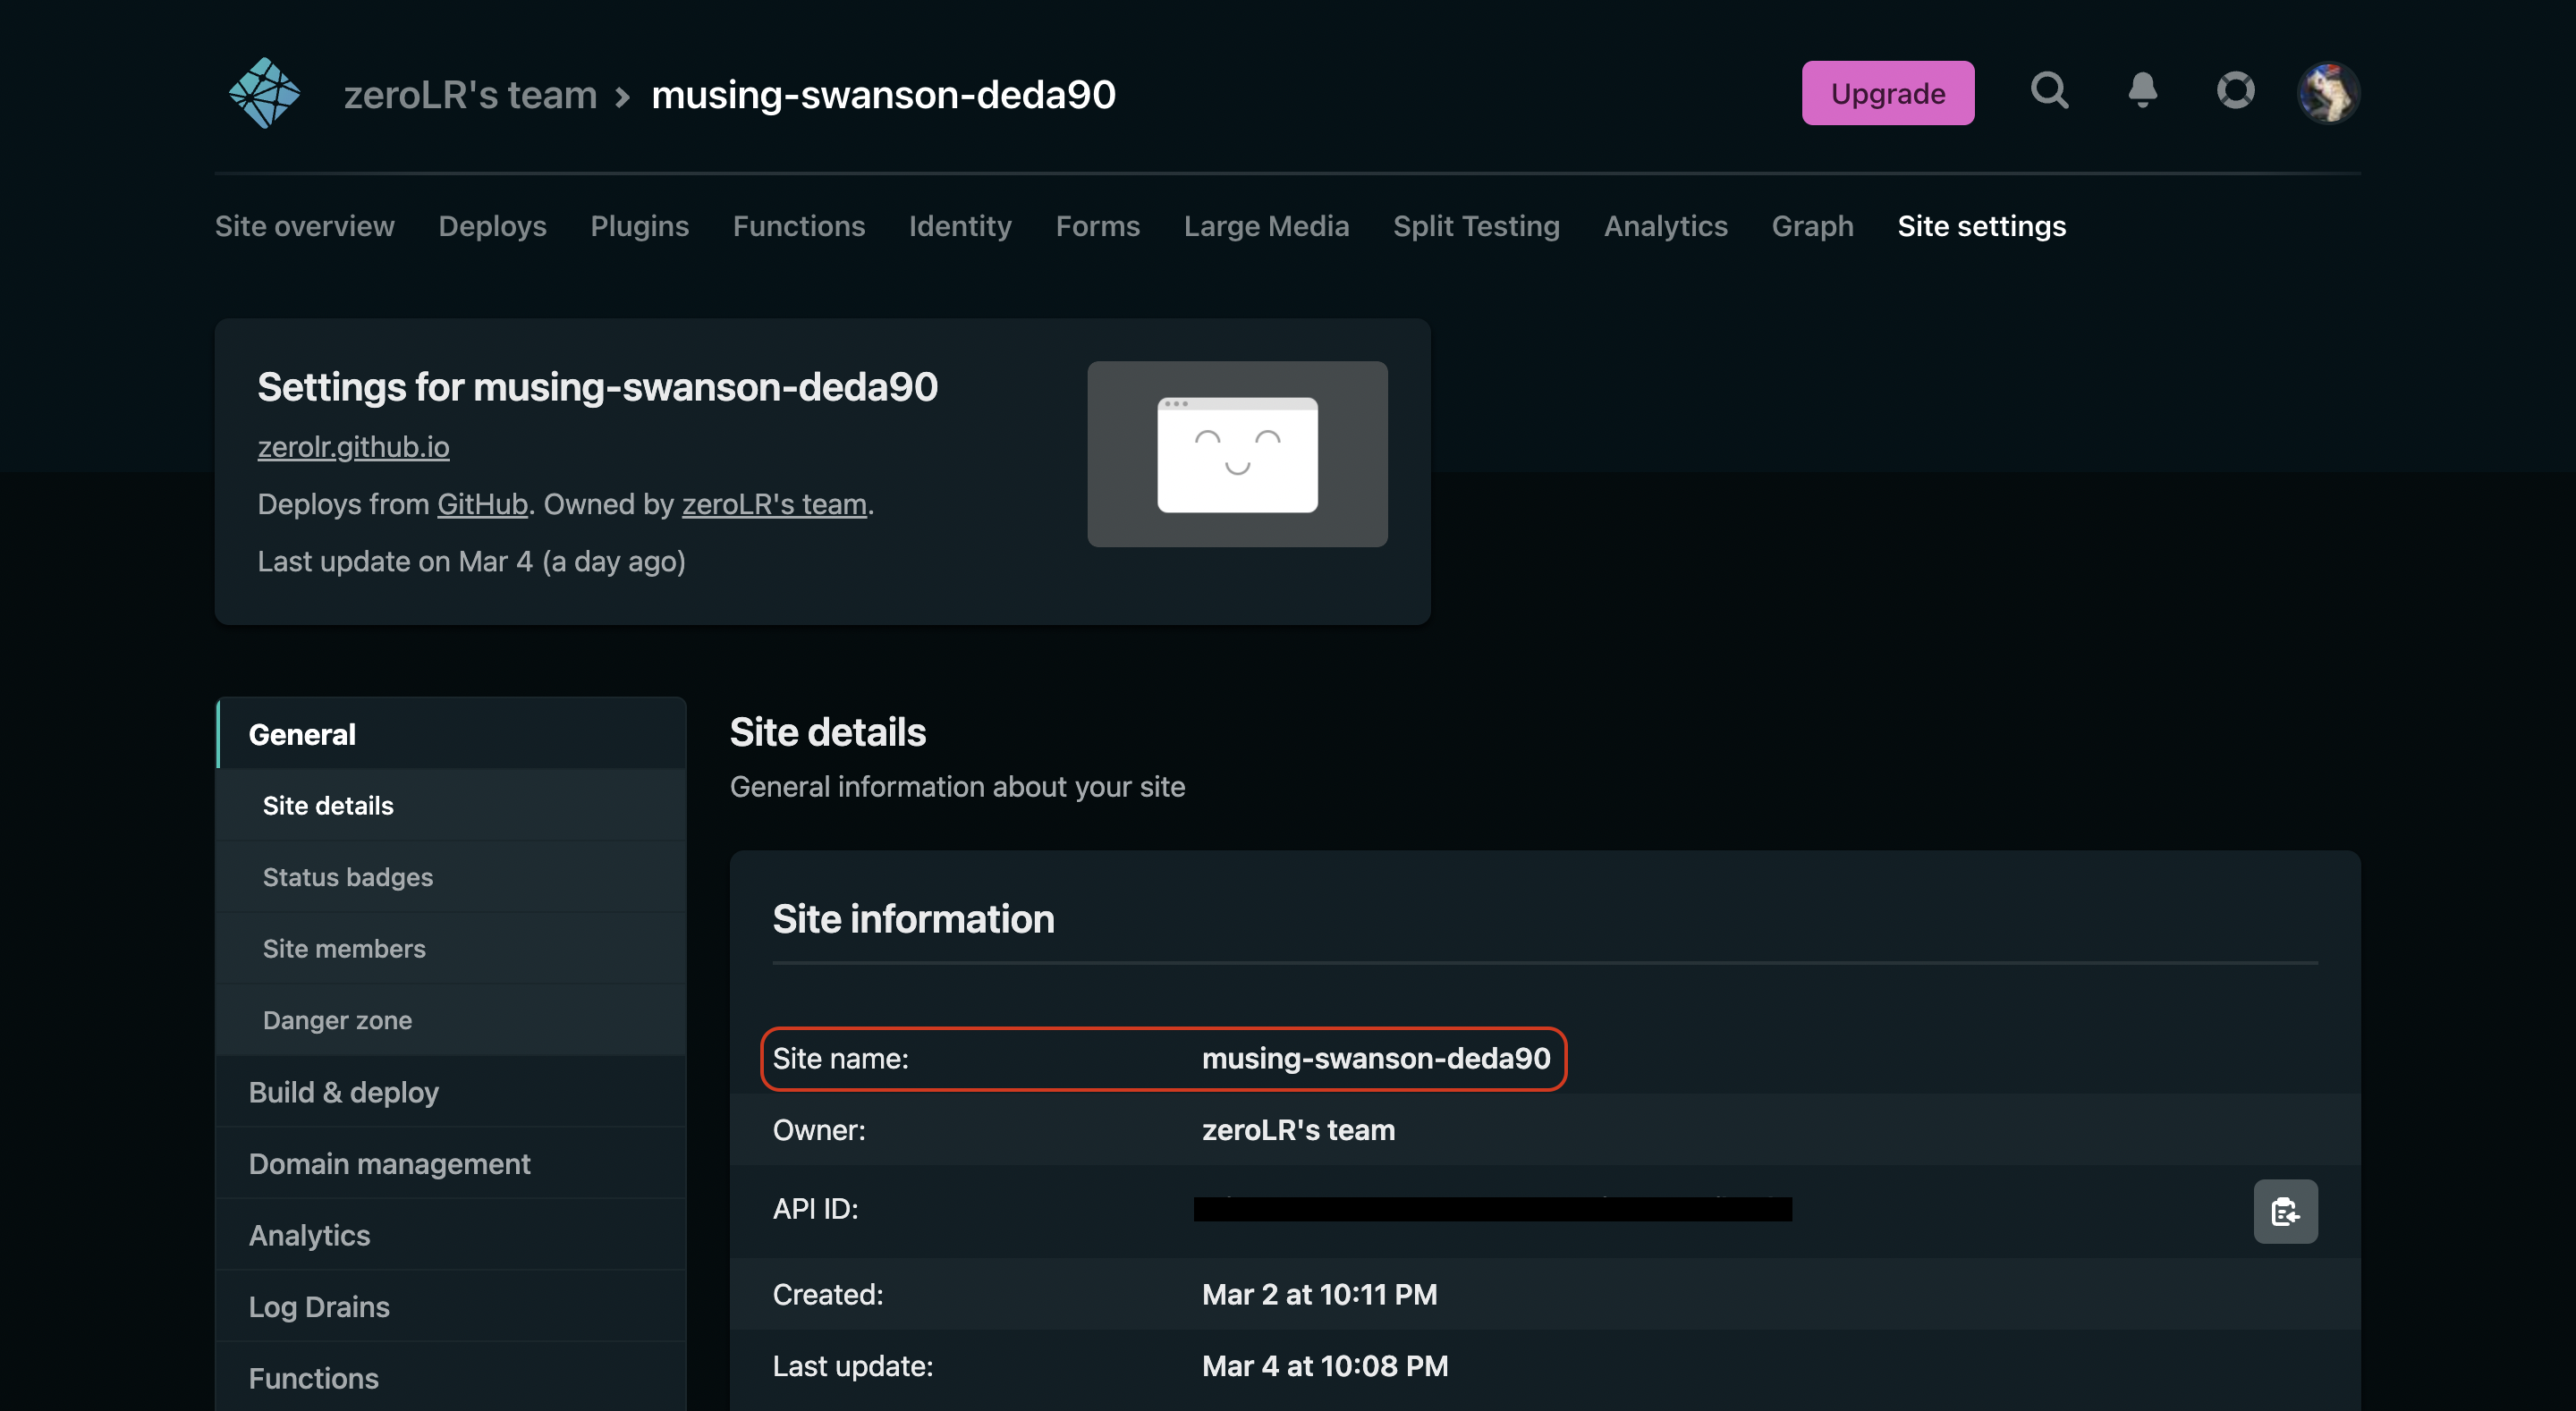 zeroLR's team > musing-swanson-deda90
Upgrade
Site overview Deploys Plugins Functions Identity Forms Large Media Split Testing Analytics Graph Site settings
Settings for musing-swanson-deda90
zerolr.github.io
Deploys from GitHub. Owned by zeroLR's team.
Last update on Mar 4 (a day ago)
General
Site details
Status badges
Site members
Danger zone
Build & deploy
Domain management
Analytics
Log Drains
Functions
Site details
General information about your site
Site information
Site name: musing-swanson-deda90
Owner: zeroLR's team
API ID:
Created: Mar 2 at 10:11 PM
Last update: Mar 4 at 10:08 PM